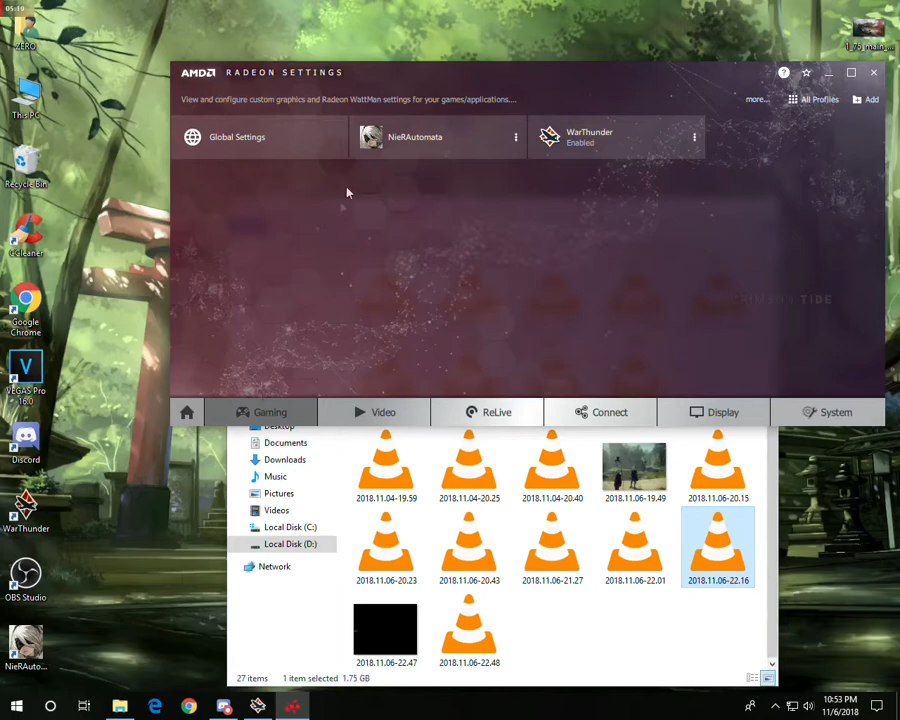 05:10
ZERO
This PC
Recycle Bin
CCleaner
Google
Chrome
VEGAS Pro
16.0
Discord
WarThunder
OBS Studio
NieRAuto...
1_79_main_...
AMD RADEON SETTINGS
View and configure custom graphics and Radeon WattMan settings for your games/applications....
more...
All Profiles
Add
Global Settings
NieRAutomata
WarThunder
Enabled
CRIMSON TIDE
Gaming
Video
ReLive
Connect
Display
System
Desktop
Documents
Downloads
Music
Pictures
Videos
Local Disk (C:)
Local Disk (D:)
Network
2018.11.04-19.59
2018.11.04-20.25
2018.11.04-20.40
2018.11.06-19.49
2018.11.06-20.15
2018.11.06-20.23
2018.11.06-20.43
2018.11.06-21.27
2018.11.06-22.01
2018.11.06-22.16
2018.11.06-22.47
2018.11.06-22.48
27 items
1 item selected 1.75 GB
10:53 PM
11/6/2018